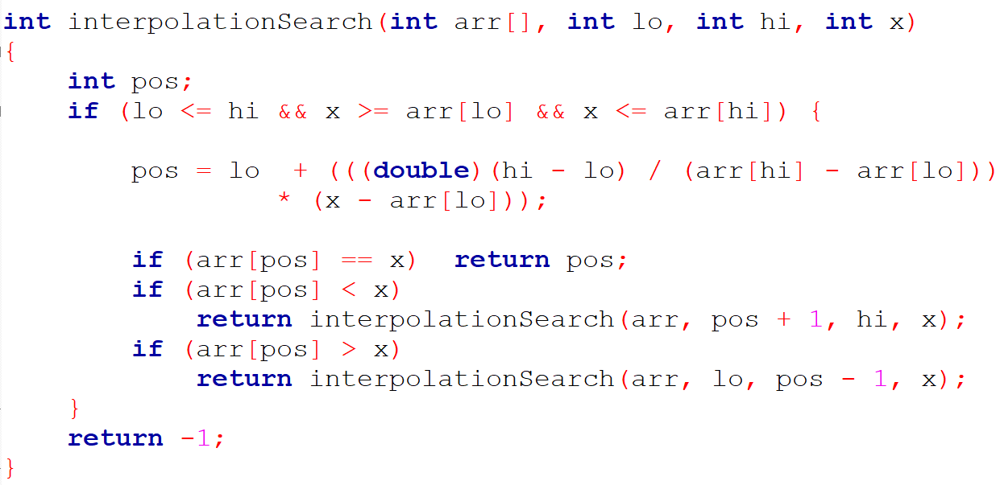 int interpolationSearch(int arr[], int lo, int hi, int x)
{
    int pos;
    if (lo <= hi && x >= arr[lo] && x <= arr[hi]) {
        pos = lo  + (((double)(hi - lo) / (arr[hi] - arr[lo]))
                 * (x - arr[lo]));
        if (arr[pos] == x)  return pos;
        if (arr[pos] < x)
            return interpolationSearch(arr, pos + 1, hi, x);
        if (arr[pos] > x)
            return interpolationSearch(arr, lo, pos - 1, x);
    }
    return -1;
}